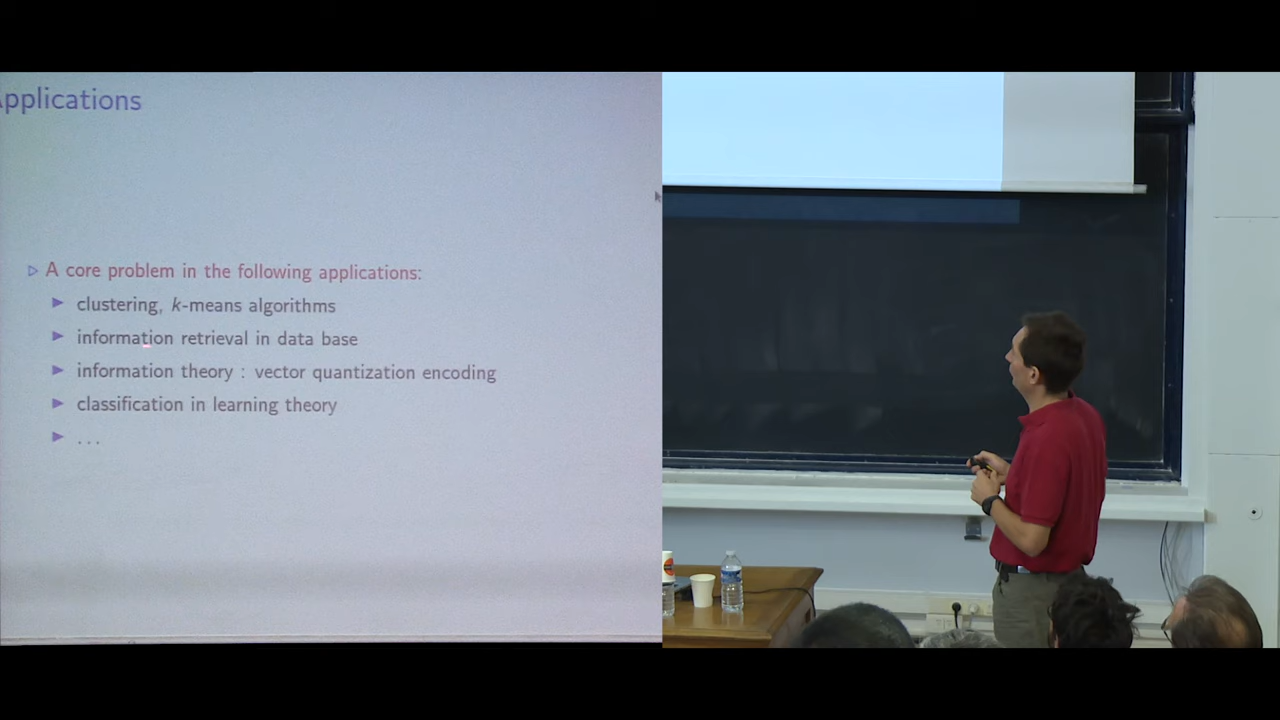 Applications
▷ A core problem in the following applications:
▶ clustering, k-means algorithms
▶ information retrieval in data base
▶ information theory : vector quantization encoding
▶ classification in learning theory
▶ ...